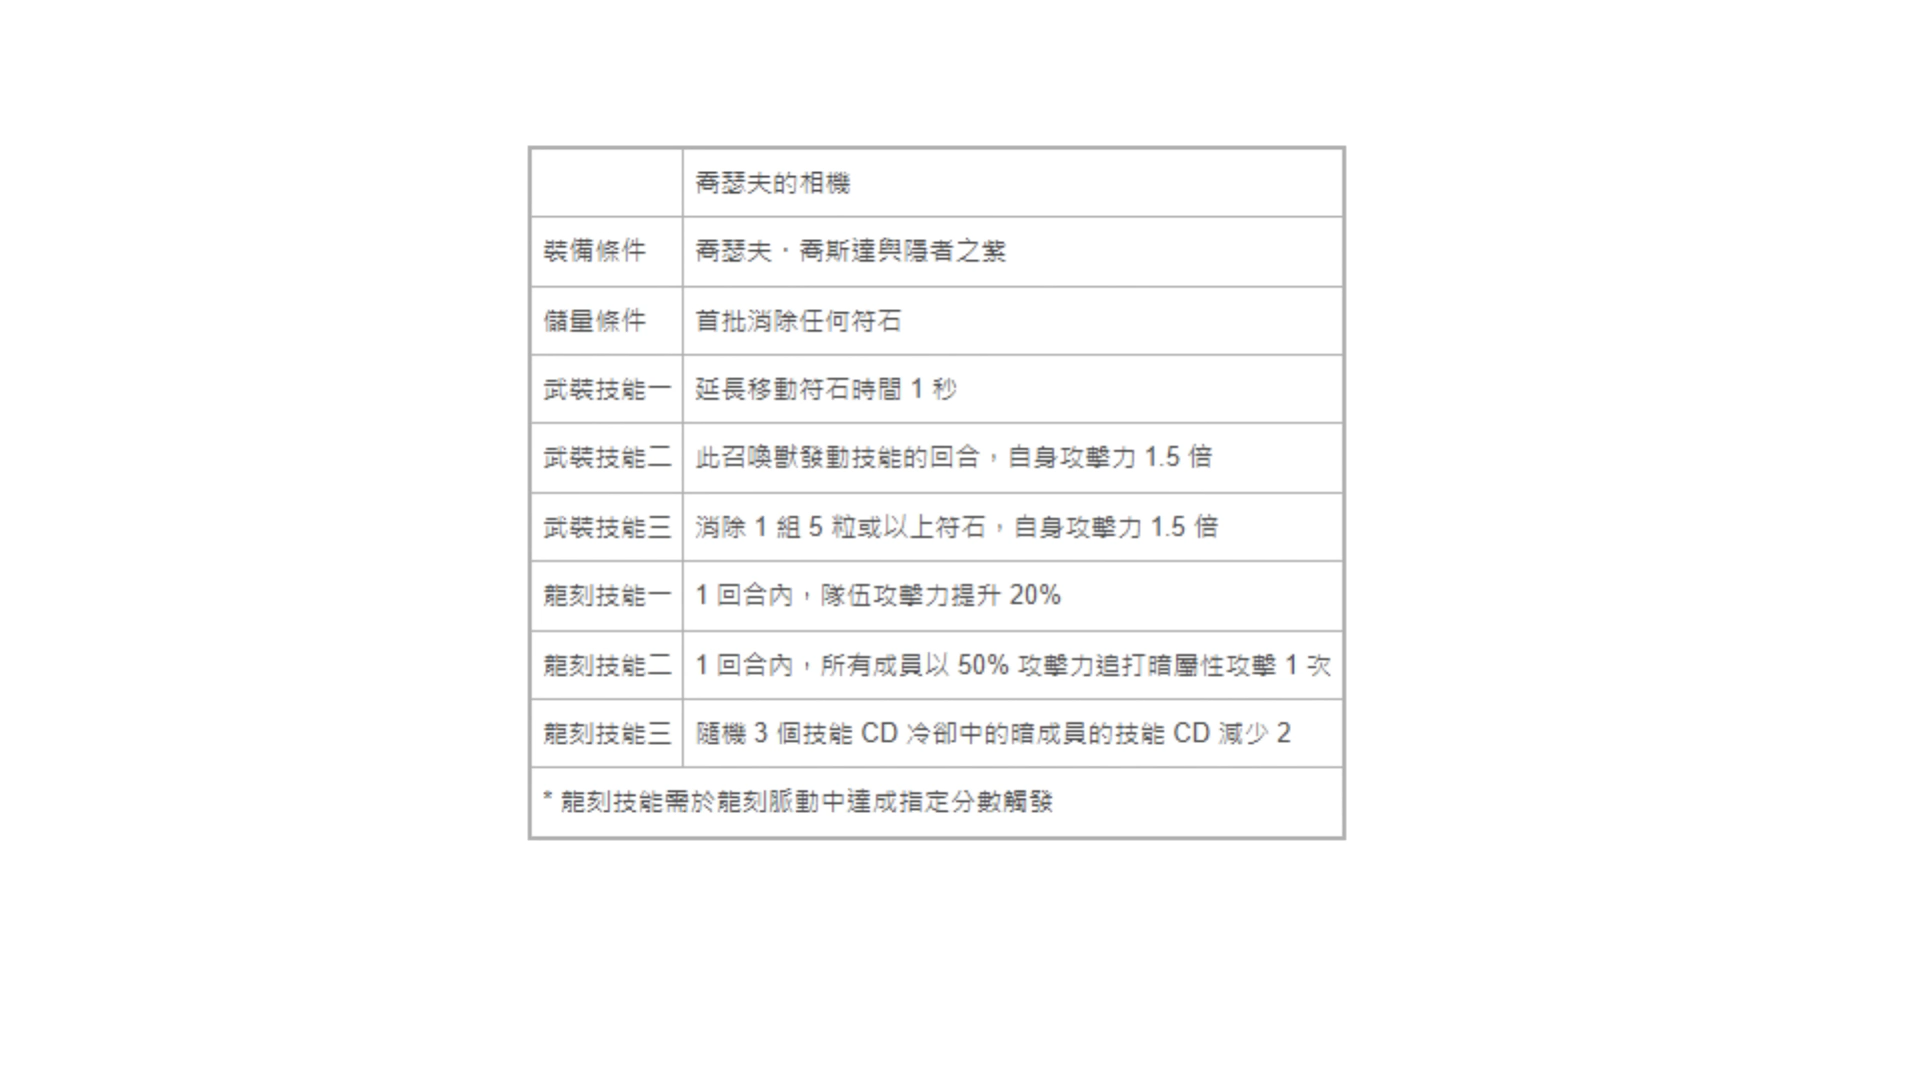 喬瑟夫的相機
裝備條件 喬瑟夫‧喬斯達與隱者之紫
儲量條件 首批消除任何符石
武裝技能一 延長移動符石時間 1 秒
武裝技能二 此召喚獸發動技能的回合，自身攻擊力 1.5 倍
武裝技能三 消除 1 組 5 粒或以上符石，自身攻擊力 1.5 倍
龍刻技能一 1 回合內，隊伍攻擊力提升 20%
龍刻技能二 1 回合內，所有成員以 50% 攻擊力追打暗屬性攻擊 1 次
龍刻技能三 隨機 3 個技能 CD 冷卻中的暗成員的技能 CD 減少 2
* 龍刻技能需於龍刻脈動中達成指定分數觸發